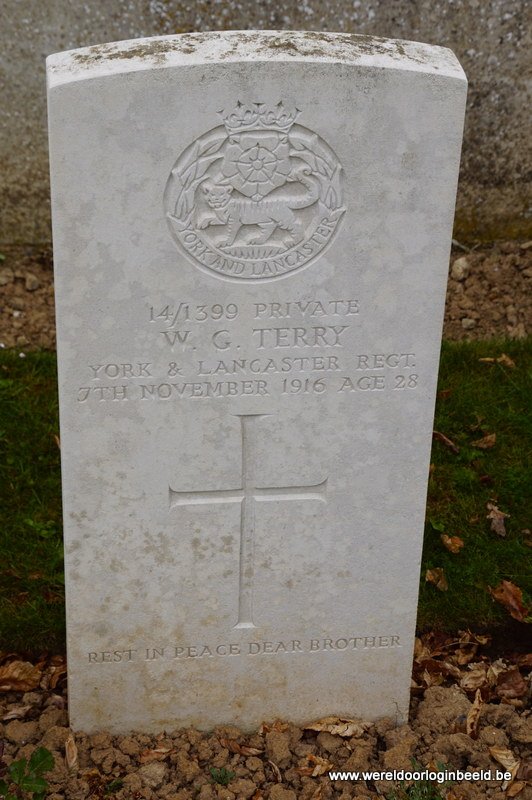 YORK AND LANCASTER
14/1399 PRIVATE
W. G. TERRY
YORK & LANCASTER REGT.
7TH NOVEMBER 1916 AGE 28
REST IN PEACE DEAR BROTHER
www.wereldoorloginbeeld.be